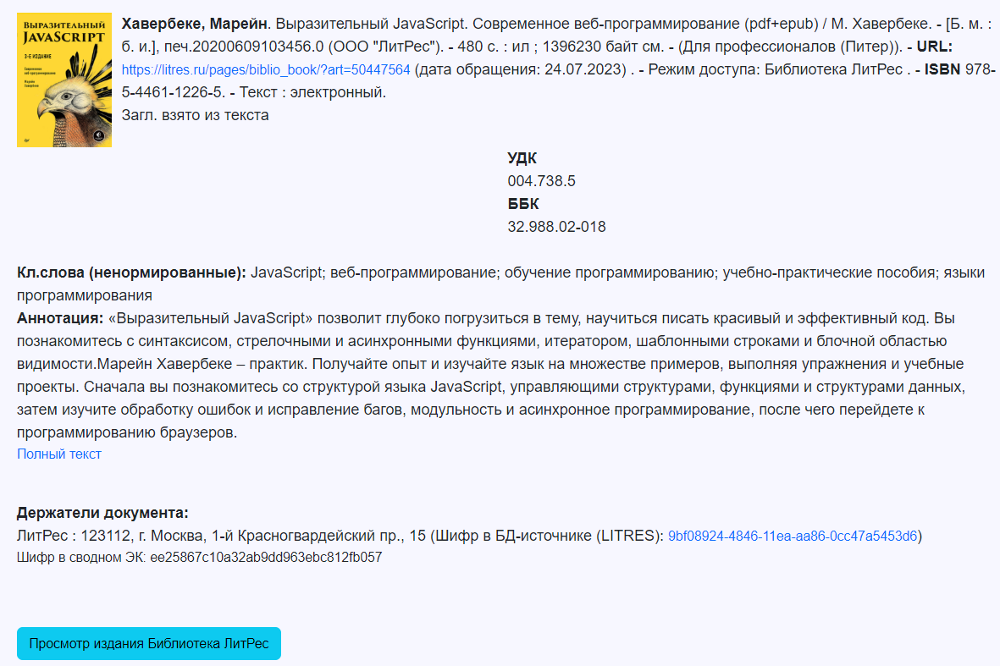 Выразительный
JavaScript
3-е издание
Современное
веб-программирование
Марейн
Хавербеке
Хавербеке, Марейн. Выразительный JavaScript. Современное веб-программирование (pdf+epub) / М. Хавербеке. - [Б. м. :
б. и.], печ.20200609103456.0 (ООО "ЛитРес"). - 480 с. : ил ; 1396230 байт см. - (Для профессионалов (Питер)). - URL:
https://litres.ru/pages/biblio_book/?art=50447564 (дата обращения: 24.07.2023) . - Режим доступа: Библиотека ЛитРес . - ISBN 978-
5-4461-1226-5. - Текст : электронный.
Загл. взято из текста
УДК
004.738.5
ББК
32.988.02-018
Кл.слова (ненормированные): JavaScript; веб-программирование; обучение программированию; учебно-практические пособия; языки
программирования
Аннотация: «Выразительный JavaScript» позволит глубоко погрузиться в тему, научиться писать красивый и эффективный код. Вы
познакомитесь с синтаксисом, стрелочными и асинхронными функциями, итератором, шаблонными строками и блочной областью
видимости.Марейн Хавербеке – практик. Получайте опыт и изучайте язык на множестве примеров, выполняя упражнения и учебные
проекты. Сначала вы познакомитесь со структурой языка JavaScript, управляющими структурами, функциями и структурами данных,
затем изучите обработку ошибок и исправление багов, модульность и асинхронное программирование, после чего перейдете к
программированию браузеров.
Полный текст
Держатели документа:
ЛитРес : 123112, г. Москва, 1-й Красногвардейский пр., 15 (Шифр в БД-источнике (LITRES): 9bf08924-4846-11ea-aa86-0cc47a5453d6)
Шифр в сводном ЭК: ee25867c10a32ab9dd963ebc812fb057
Просмотр издания Библиотека ЛитРес